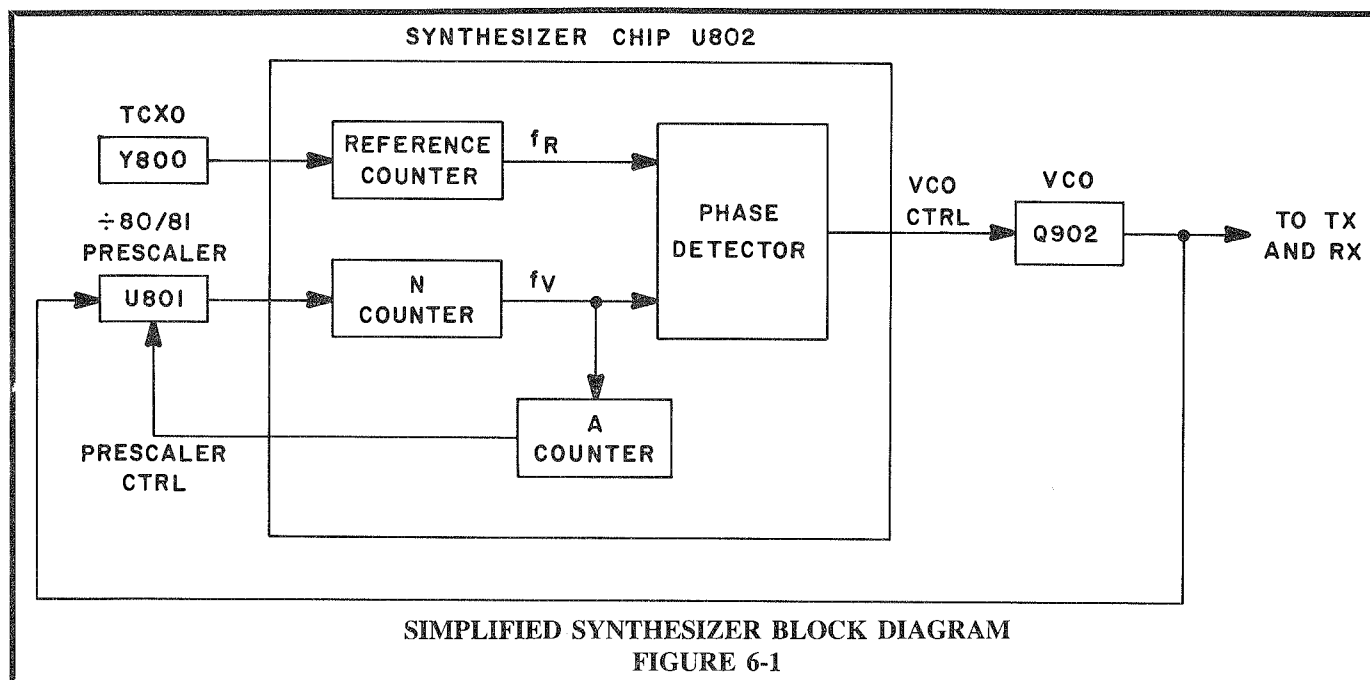 SYNTHESIZER CHIP U802
TCXO
Y800
REFERENCE
COUNTER
fR
PHASE
DETECTOR
VCO
CTRL
VCO
Q902
TO TX
AND RX
÷80/81
PRESCALER
U801
N
COUNTER
fV
A
COUNTER
PRESCALER
CTRL
SIMPLIFIED SYNTHESIZER BLOCK DIAGRAM
FIGURE 6-1